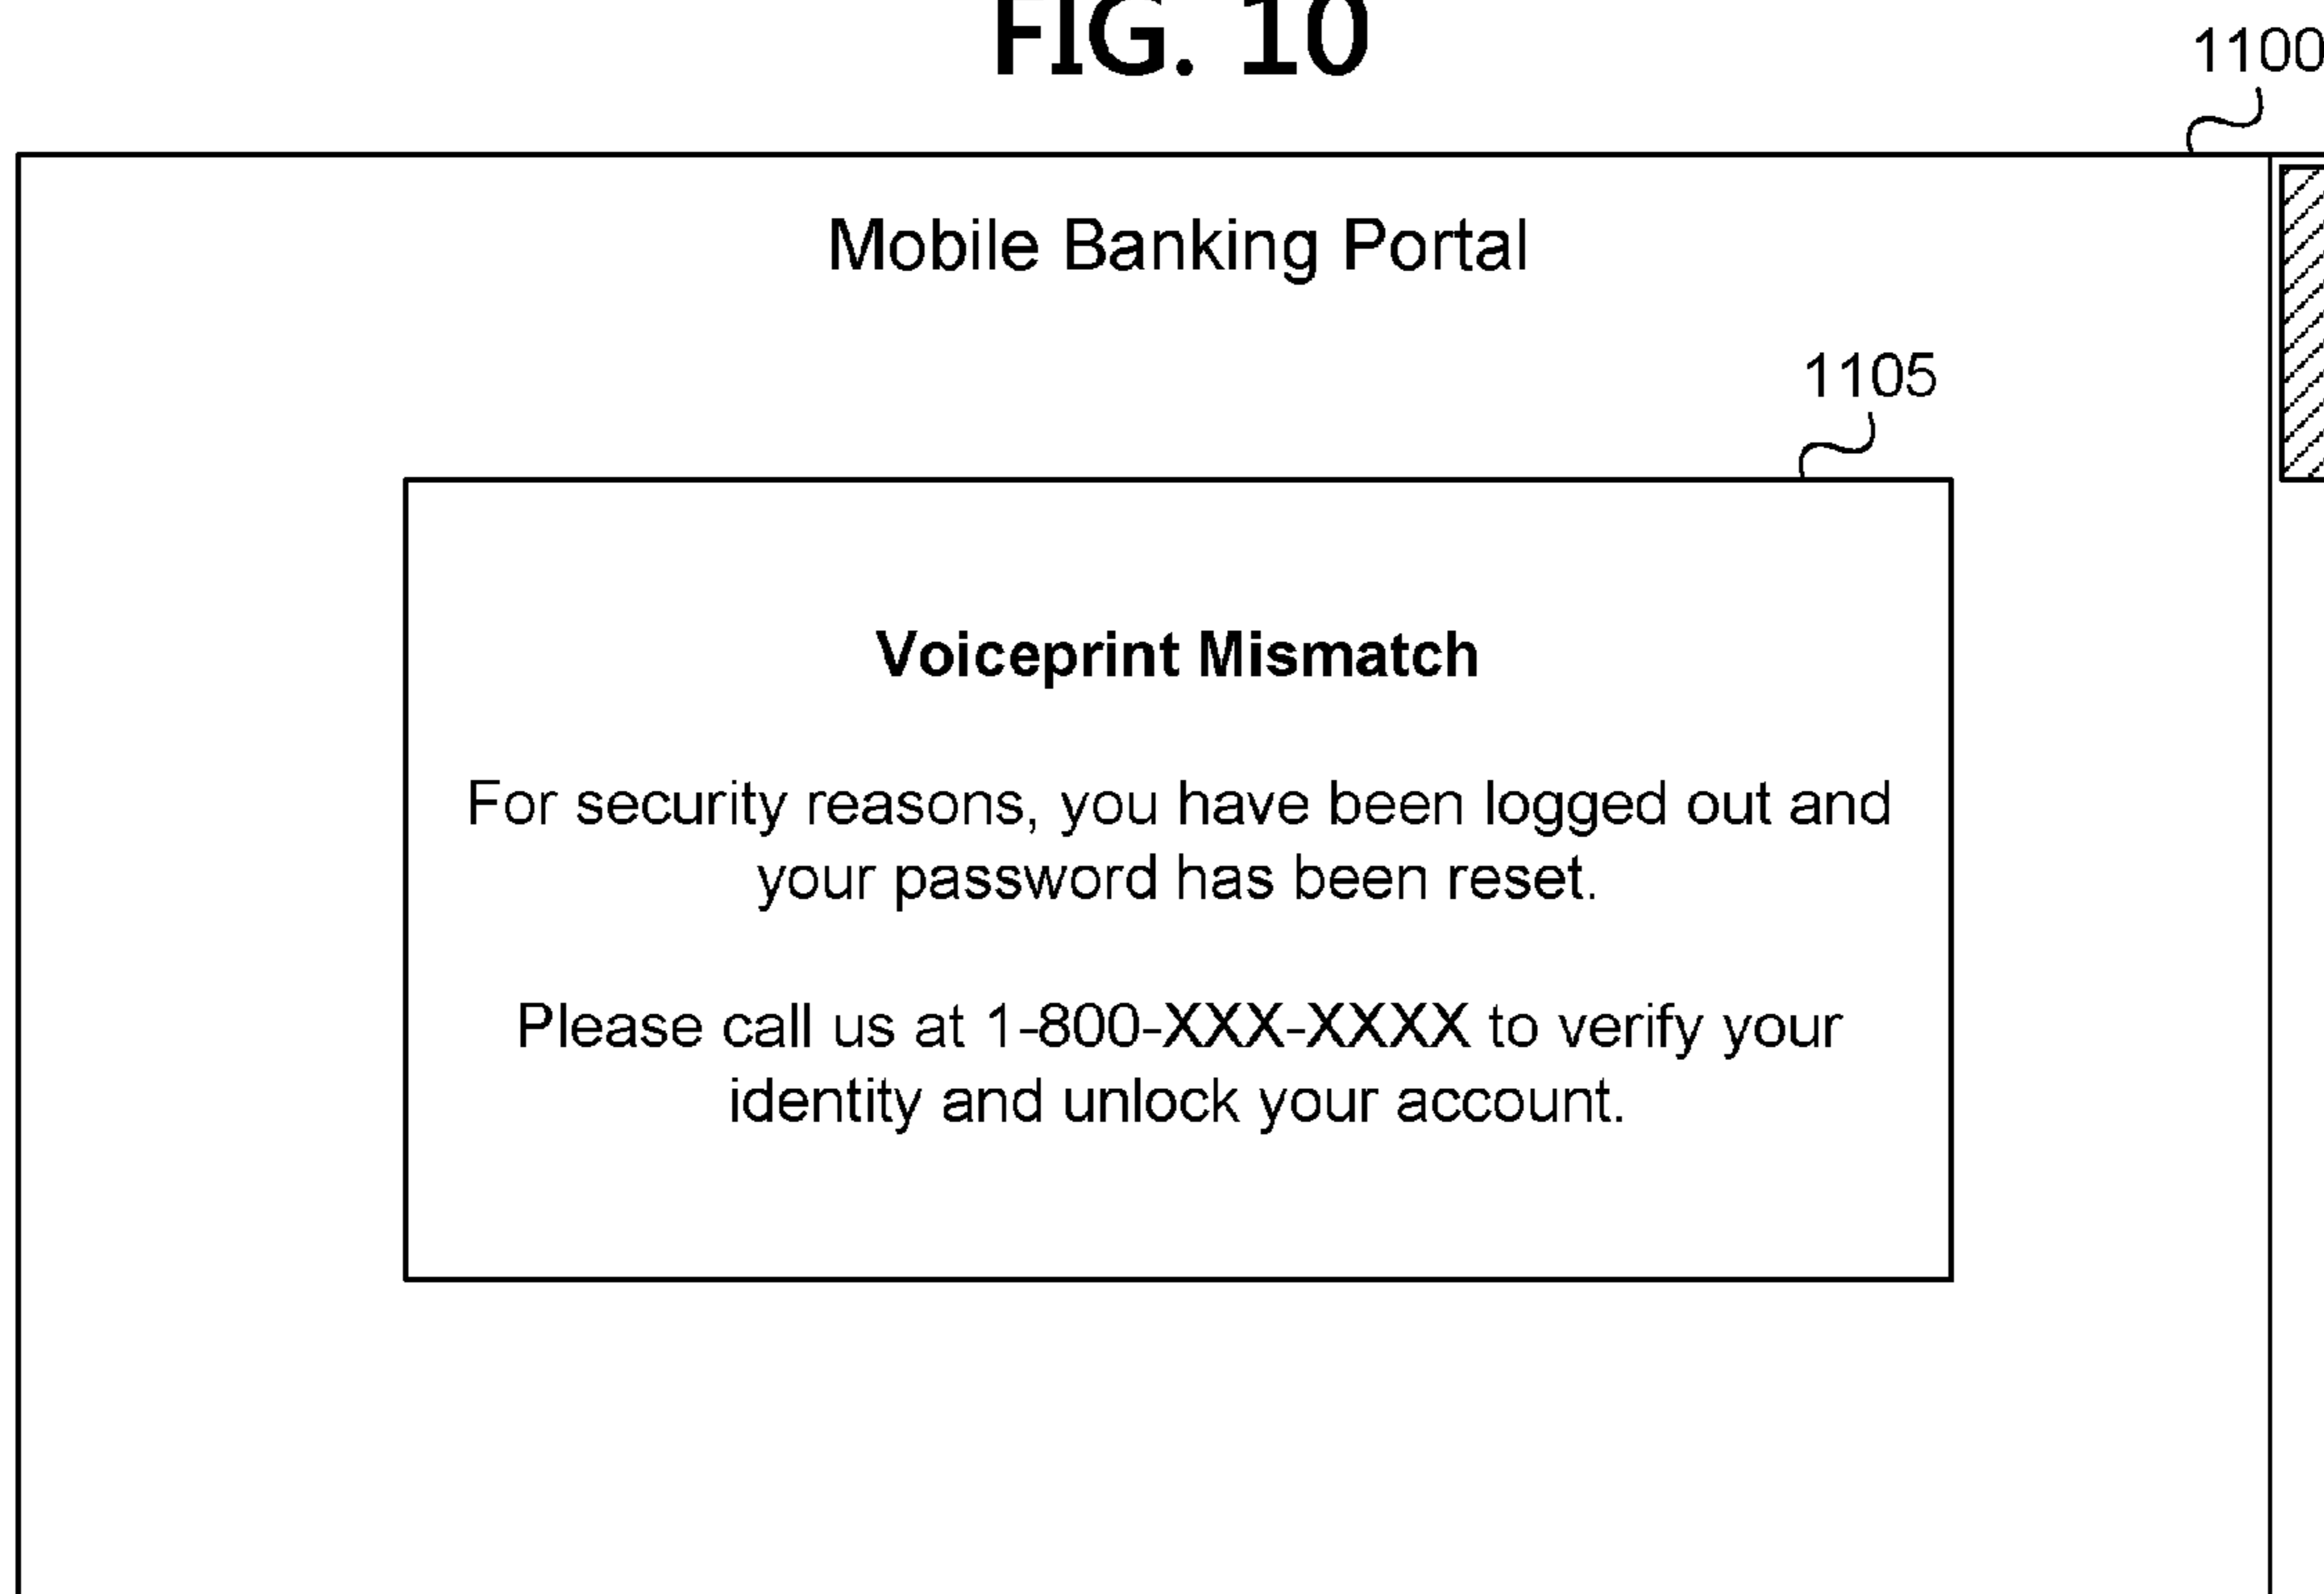 FIG. 10
1100
Mobile Banking Portal
1105
Voiceprint Mismatch
For security reasons, you have been logged out and
your password has been reset.
Please call us at 1-800-XXX-XXXX to verify your
identity and unlock your account.